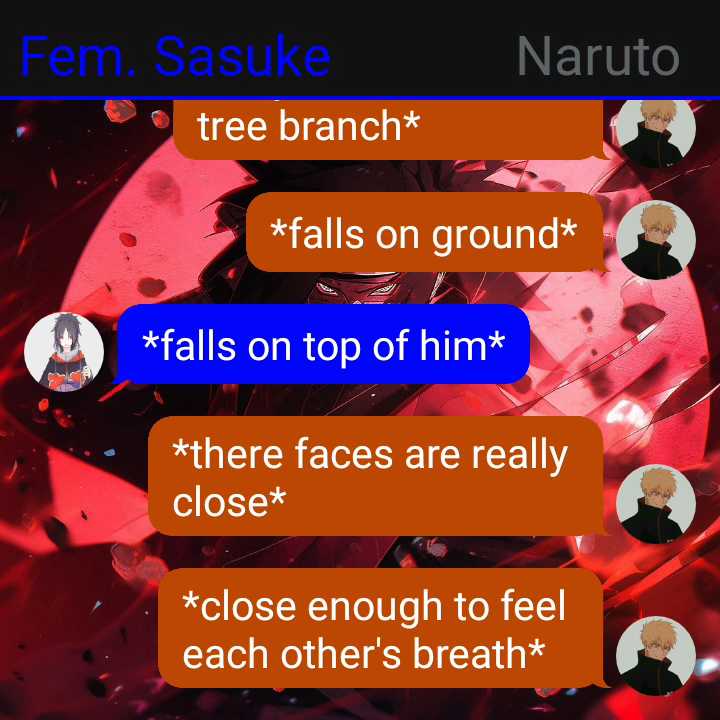 Fem. Sasuke Naruto
tree branch*
*falls on ground*
*falls on top of him*
*there faces are really
close*
*close enough to feel
each other's breath*